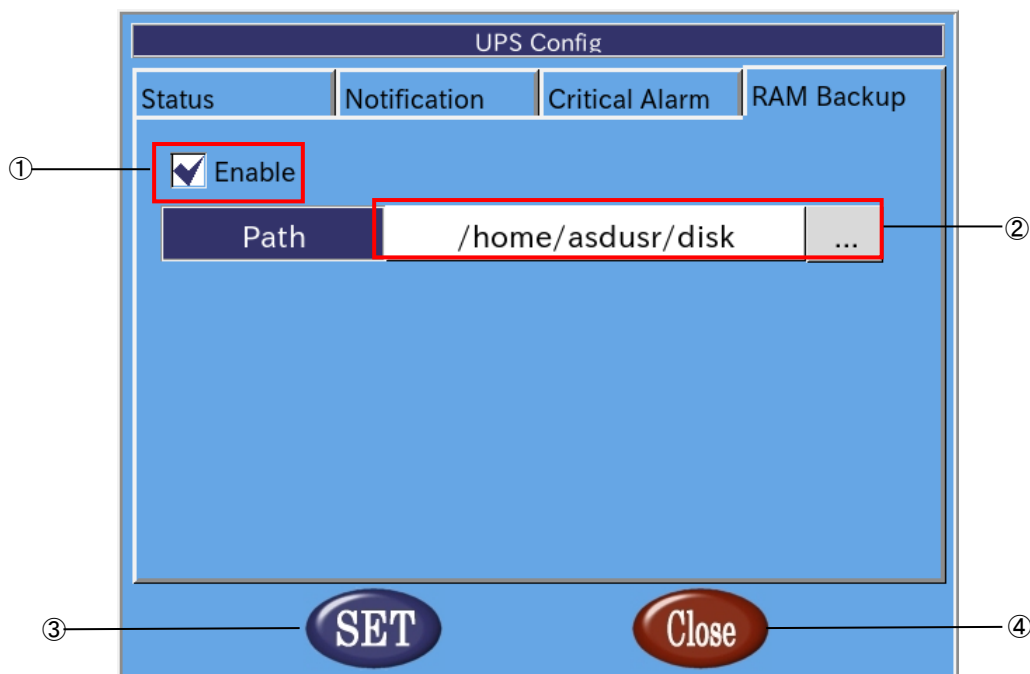 UPS Config
Status Notification Critical Alarm RAM Backup
① Enable
Path /home/asdusr/disk ... ②
③ SET Close ④